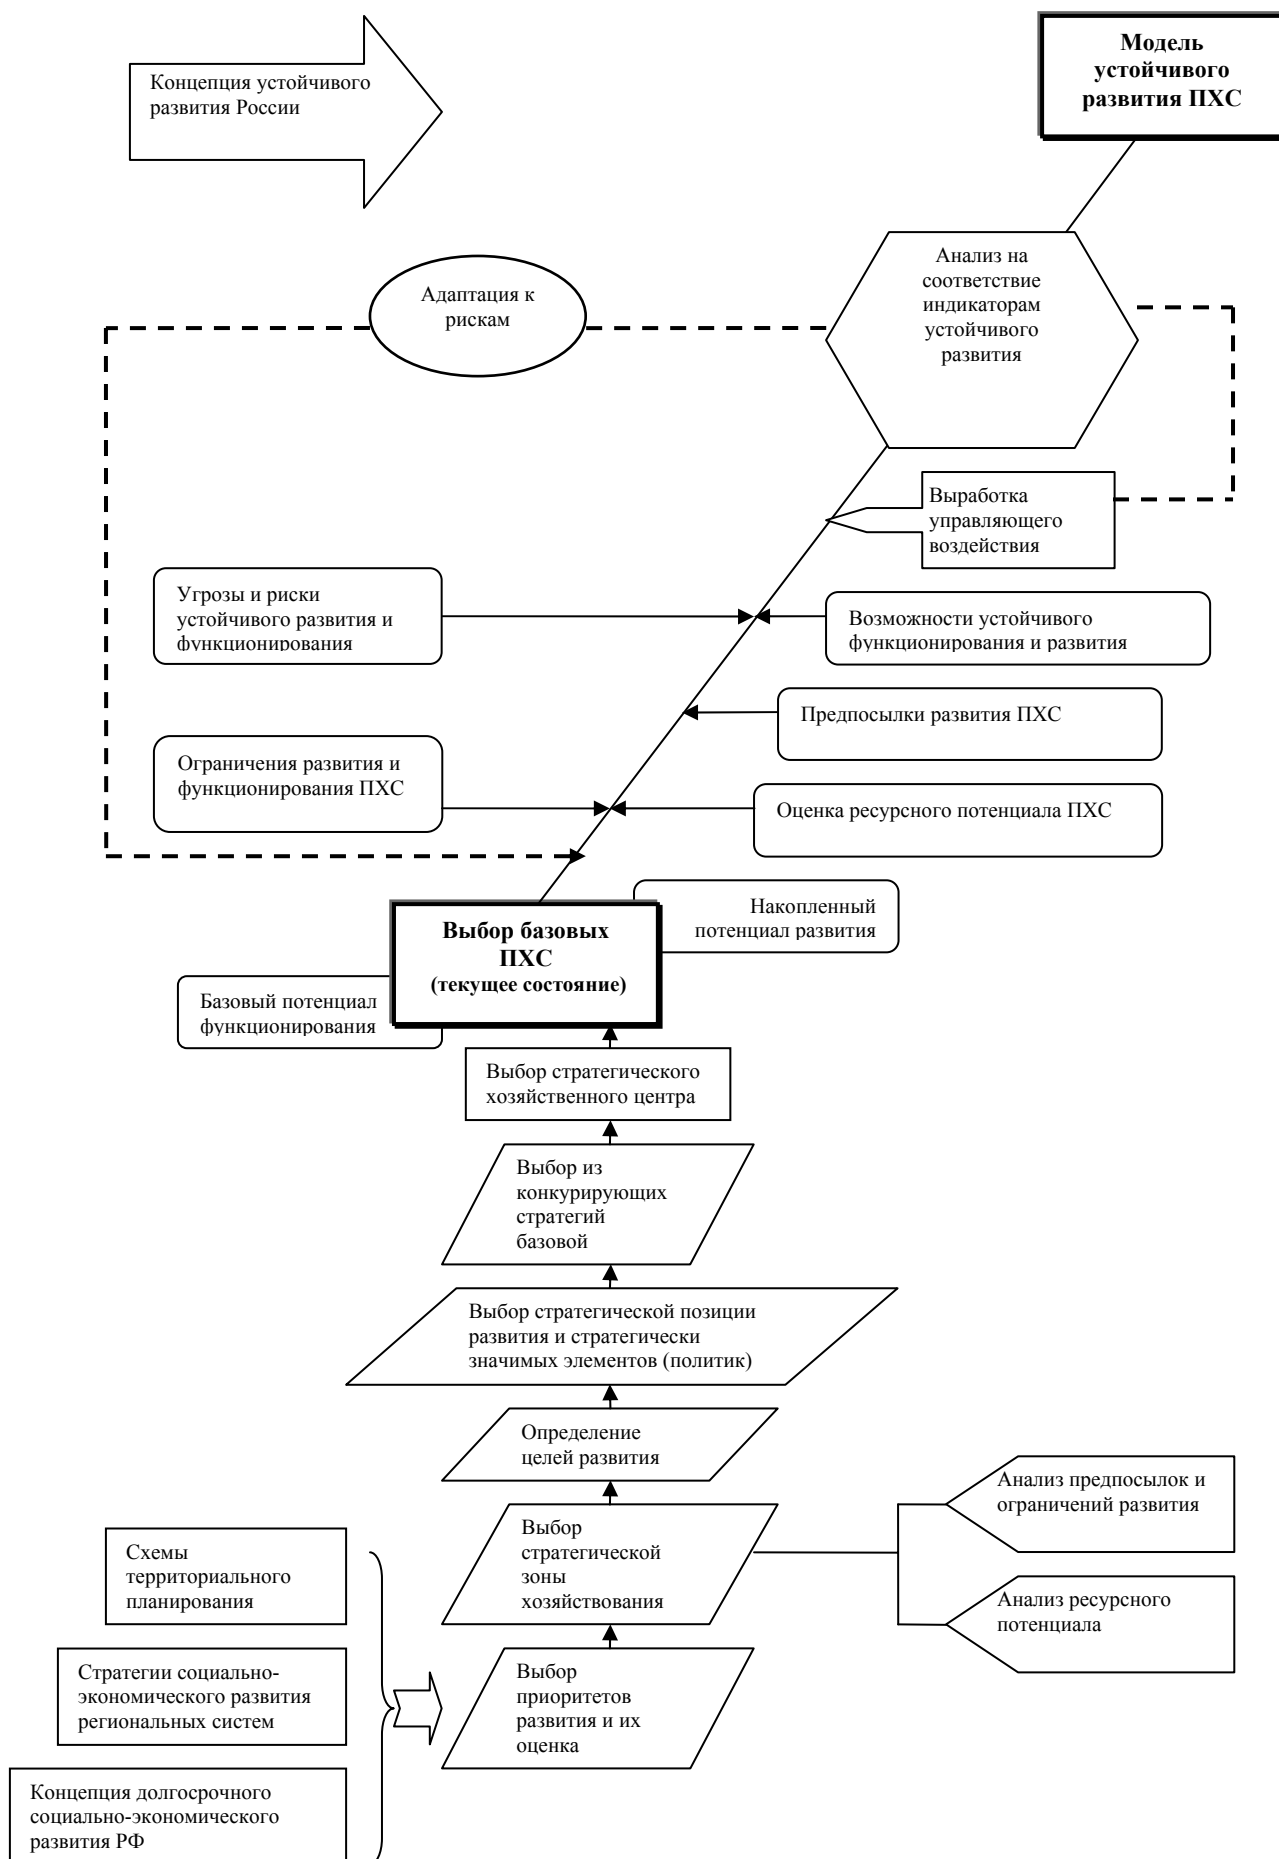 Модель
устойчивого
развития ПХС
Концепция устойчивого
развития России
Анализ на
соответствие
индикаторам
устойчивого
развития
Адаптация к
рискам
Выработка
управляющего
воздействия
Угрозы и риски
устойчивого развития и
функционирования
Возможности устойчивого
функционирования и развития
Предпосылки развития ПХС
Ограничения развития и
функционирования ПХС
Оценка ресурсного потенциала ПХС
Накопленный
потенциал развития
Выбор базовых
ПХС
(текущее состояние)
Базовый потенциал
функционирования
Выбор стратегического
хозяйственного центра
Выбор из
конкурирующих
стратегий
базовой
Выбор стратегической позиции
развития и стратегически
значимых элементов (политик)
Определение
целей развития
Анализ предпосылок и
ограничений развития
Выбор
стратегической
зоны
хозяйствования
Схемы
территориального
планирования
Анализ ресурсного
потенциала
Стратегии социально-
экономического развития
региональных систем
Выбор
приоритетов
развития и их
оценка
Концепция долгосрочного
социально-экономического
развития РФ